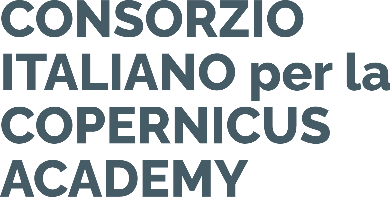 CONSORZIO
ITALIANO per la
COPERNICUS
ACADEMY